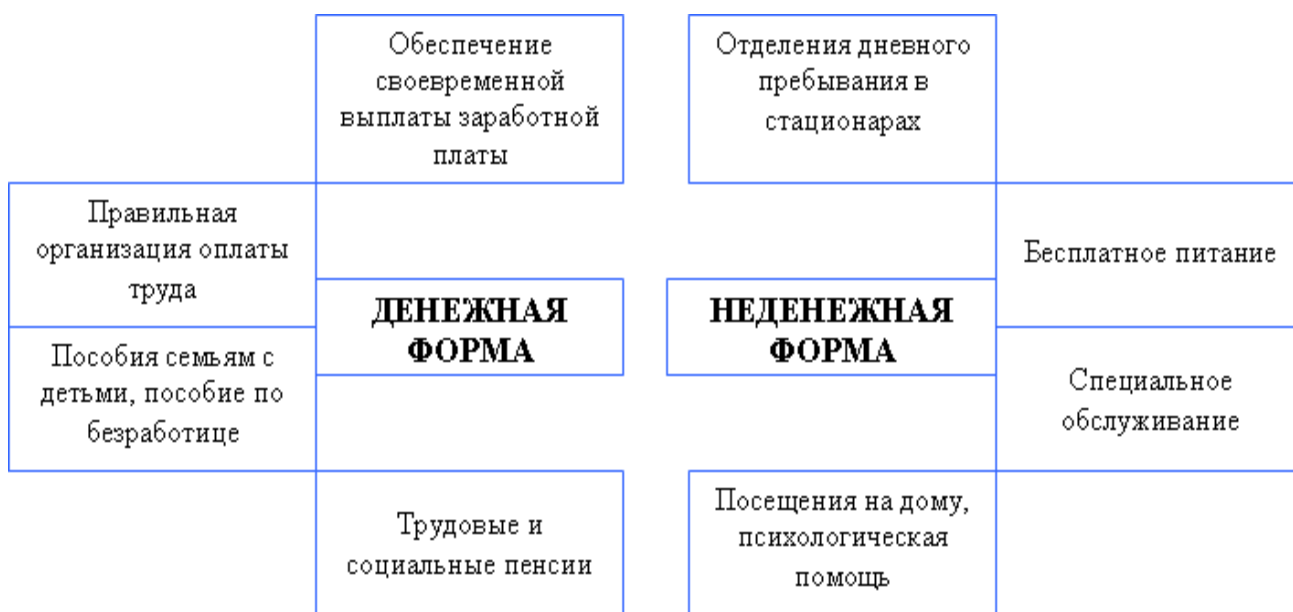 Обеспечение
своевременной
выплаты заработной
платы
Отделения дневного
пребывания в
стационарах
Правильная
организация оплаты
труда
Бесплатное питание
ДЕНЕЖНАЯ
ФОРМА
НЕДЕНЕЖНАЯ
ФОРМА
Пособия семьям с
детьми, пособие по
безработице
Специальное
обслуживание
Трудовые и
социальные пенсии
Посещения на дому,
психологическая
помощь